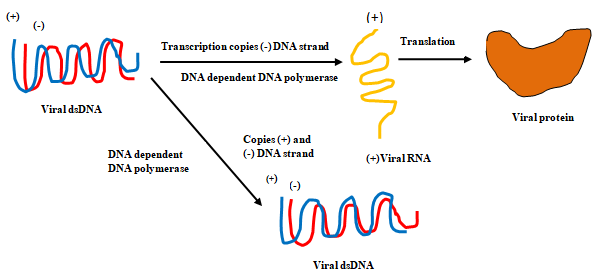 (+)
(-)
Viral dsDNA
Transcription copies (-) DNA strand
DNA dependent DNA polymerase
(+)
(+)Viral RNA
Translation
Viral protein
DNA dependent
DNA polymerase
Copies (+) and
(-) DNA strand
(+)
(-)
Viral dsDNA